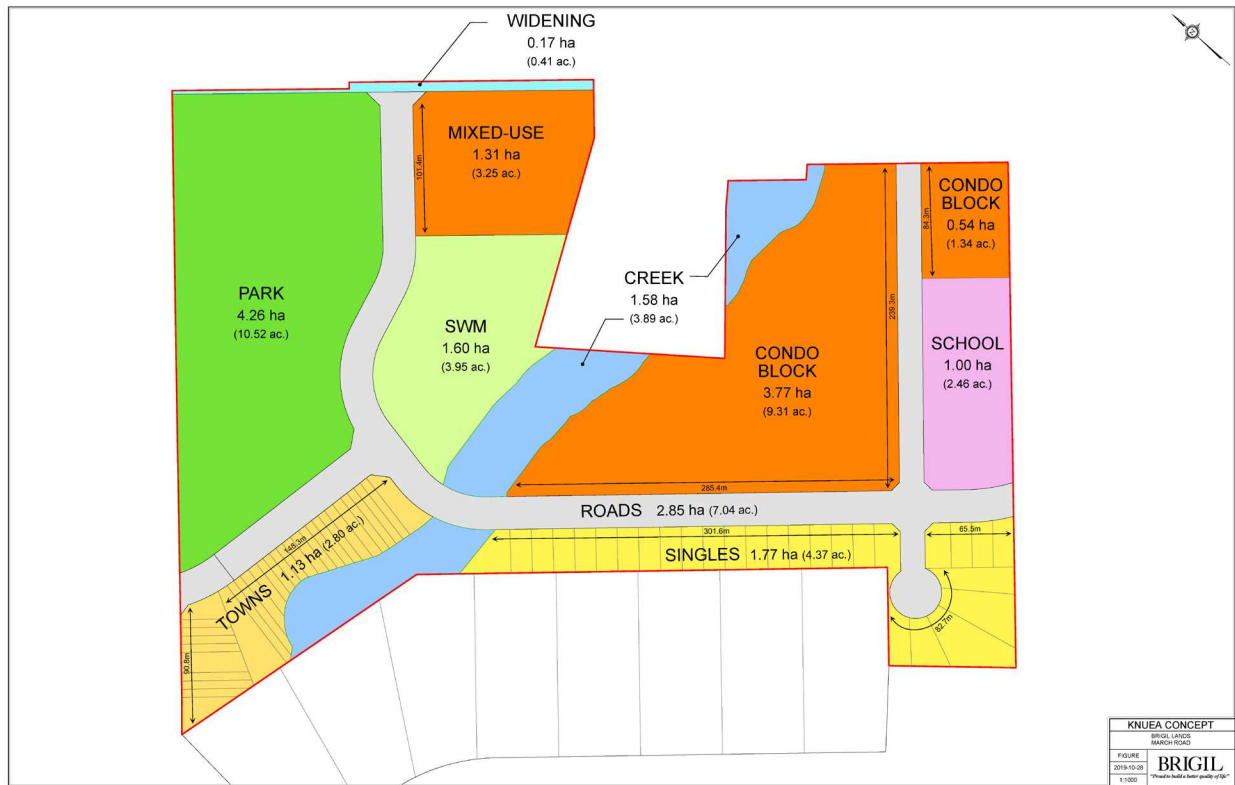 WIDENING
0.17 ha
(0.41 ac.)
MIXED-USE
1.31 ha
(3.25 ac.)
101.4m
PARK
4.26 ha
(10.52 ac.)
SWM
1.60 ha
(3.95 ac.)
CREEK
1.58 ha
(3.89 ac.)
CONDO
BLOCK
3.77 ha
(9.31 ac.)
239.3m
285.4m
CONDO
BLOCK
0.54 ha
(1.34 ac.)
84.3m
SCHOOL
1.00 ha
(2.46 ac.)
ROADS 2.85 ha (7.04 ac.)
301.6m
65.5m
SINGLES 1.77 ha (4.37 ac.)
82.7m
148.3m
TOWNS 1.13 ha (2.80 ac.)
90.8m
KNUEA CONCEPT
BRIGIL LANDS
MARCH ROAD
FIGURE
2019-10-28
1:1000
BRIGIL
"Proud to build a better quality of life"